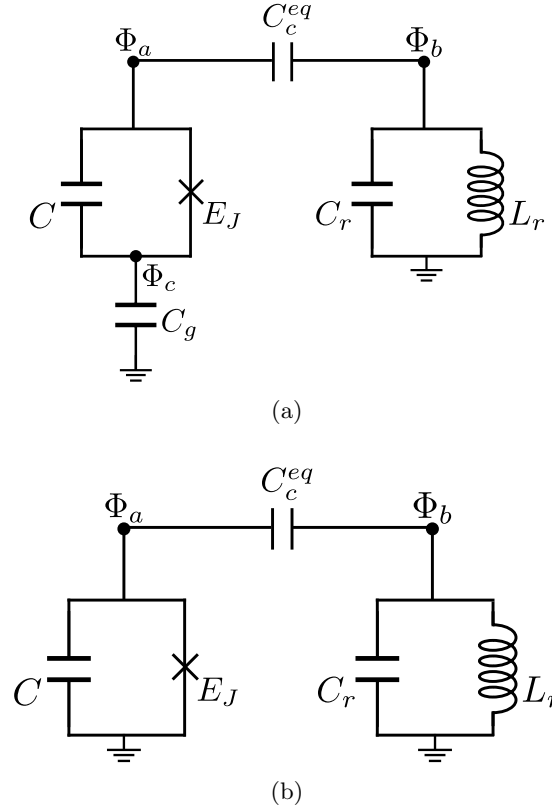 C_c^{eq}
Φ_a Φ_b
C E_J C_r L_r
Φ_c
C_g
(a)
C_c^{eq}
Φ_a Φ_b
C E_J C_r L_r
(b)